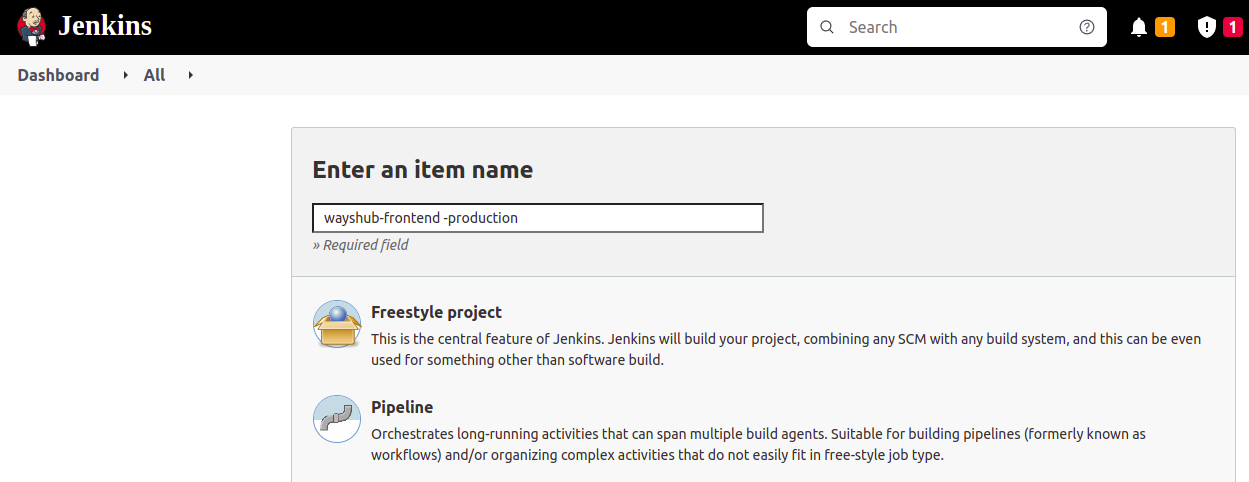 Jenkins
Search
1
1
Dashboard
All
Enter an item name
wayshub-frontend -production
» Required field
Freestyle project
This is the central feature of Jenkins. Jenkins will build your project, combining any SCM with any build system, and this can be even
used for something other than software build.
Pipeline
Orchestrates long-running activities that can span multiple build agents. Suitable for building pipelines (formerly known as
workflows) and/or organizing complex activities that do not easily fit in free-style job type.